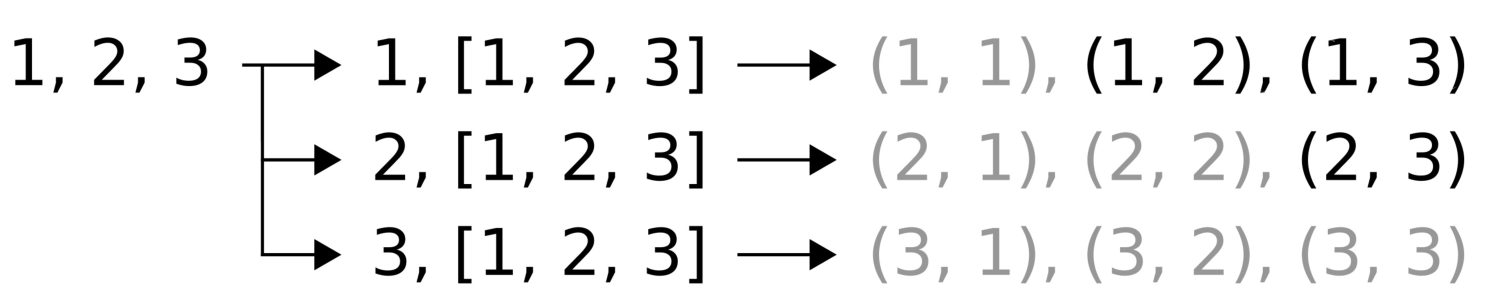 1, 2, 3 1, [1, 2, 3] (1, 1), (1, 2), (1, 3)
2, [1, 2, 3] (2, 1), (2, 2), (2, 3)
3, [1, 2, 3] (3, 1), (3, 2), (3, 3)